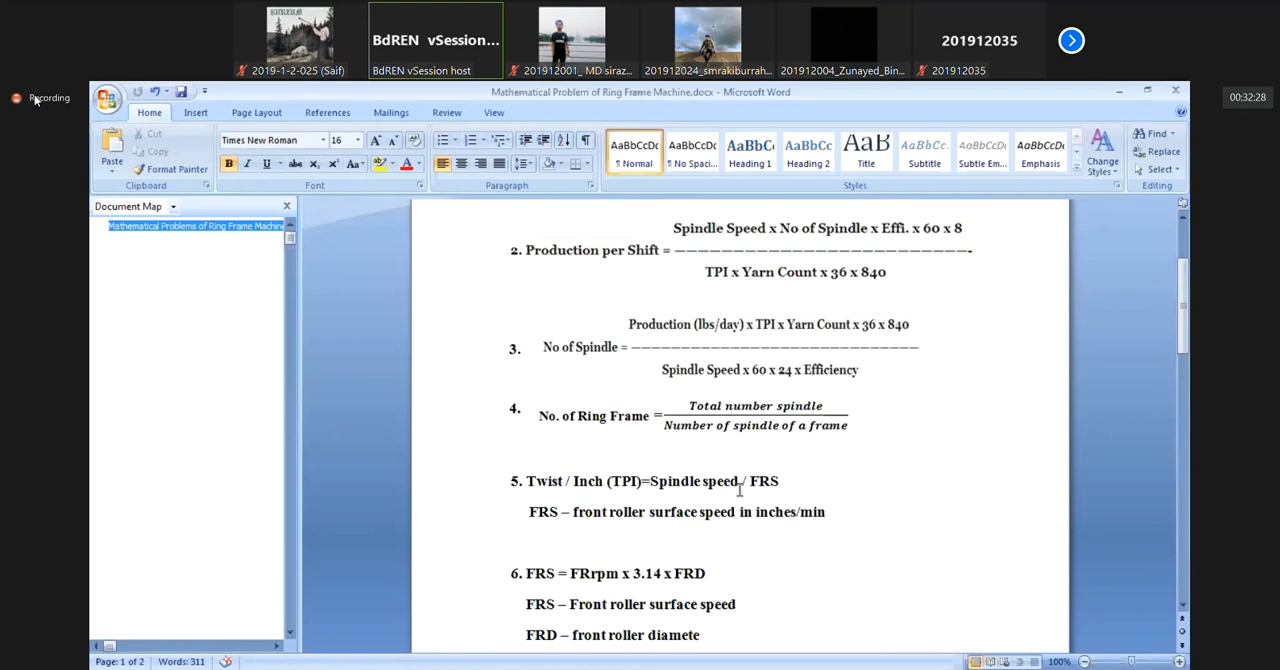 BdREN vSession...
201912035
2019-1-2-025 (Saif)
BdREN vSession host
201912001_ MD siraz...
201912024_smrakiburrah...
201912004_Zunayed_Bin...
201912035
Recording
00:32:28
Mathematical Problem of Ring Frame Machine.docx - Microsoft Word
Home Insert Page Layout References Mailings Review View
Paste
Cut
Copy
Format Painter
Clipboard
Times New Roman 16
Font
Paragraph
AaBbCcDc AaBbCcDc AaBbCc AaBbCc AaB AaBbCc. AaBbCcDc AaBbCcDc
¶ Normal ¶ No Spaci... Heading 1 Heading 2 Title Subtitle Subtle Em... Emphasis
Change Styles
Styles
Find
Replace
Select
Editing
Document Map
Mathematical Problems of Ring Frame Machine
Spindle Speed x No of Spindle x Effi. x 60 x 8
2. Production per Shift = ——————————————————————————-
TPI x Yarn Count x 36 x 840
Production (lbs/day) x TPI x Yarn Count x 36 x 840
3. No of Spindle = ————————————————————————————
Spindle Speed x 60 x 24 x Efficiency
Total number spindle
4. No. of Ring Frame =
Number of spindle of a frame
5. Twist / Inch (TPI)=Spindle speed / FRS
FRS – front roller surface speed in inches/min
6. FRS = FRrpm x 3.14 x FRD
FRS – Front roller surface speed
FRD – front roller diamete
Page: 1 of 2 Words: 311 100%